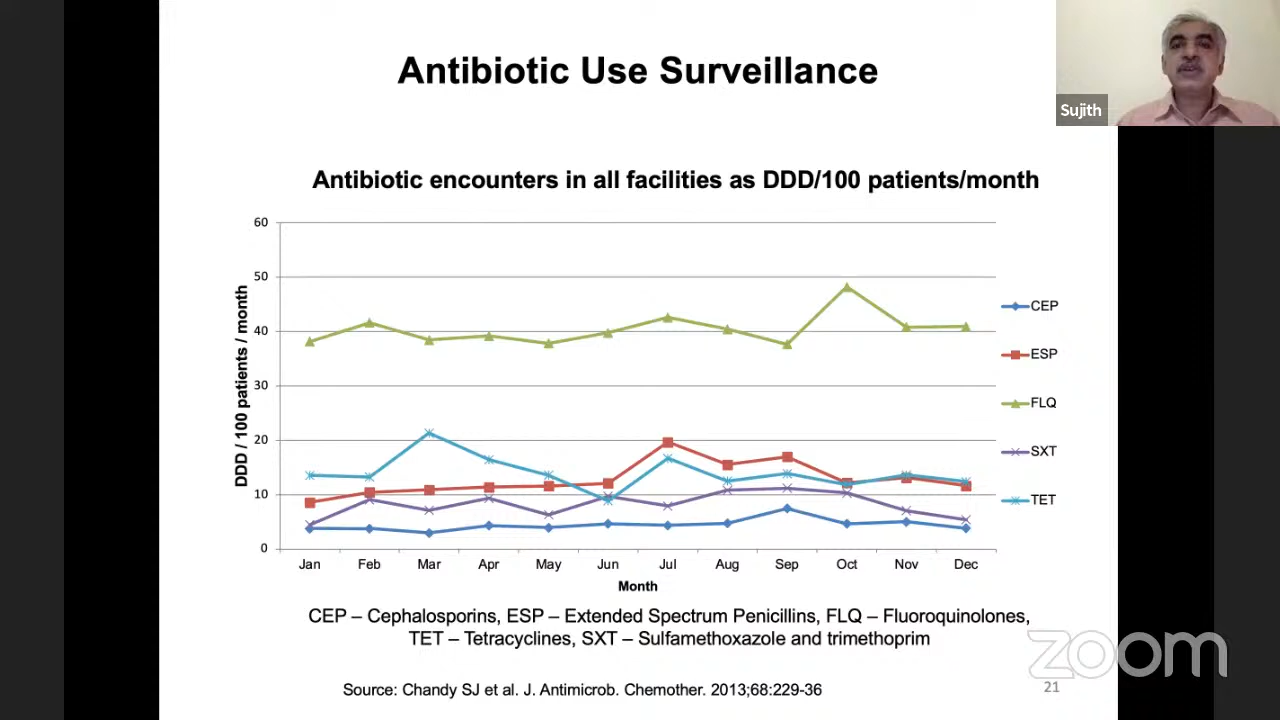 Antibiotic Use Surveillance
Sujith
Antibiotic encounters in all facilities as DDD/100 patients/month
DDD / 100 patients / month
60
50
40
30
20
10
0
Jan Feb Mar Apr May Jun Jul Aug Sep Oct Nov Dec
Month
CEP
ESP
FLQ
SXT
TET
CEP – Cephalosporins, ESP – Extended Spectrum Penicillins, FLQ – Fluoroquinolones,
TET – Tetracyclines, SXT – Sulfamethoxazole and trimethoprim
zoom
Source: Chandy SJ et al. J. Antimicrob. Chemother. 2013;68:229-36
21